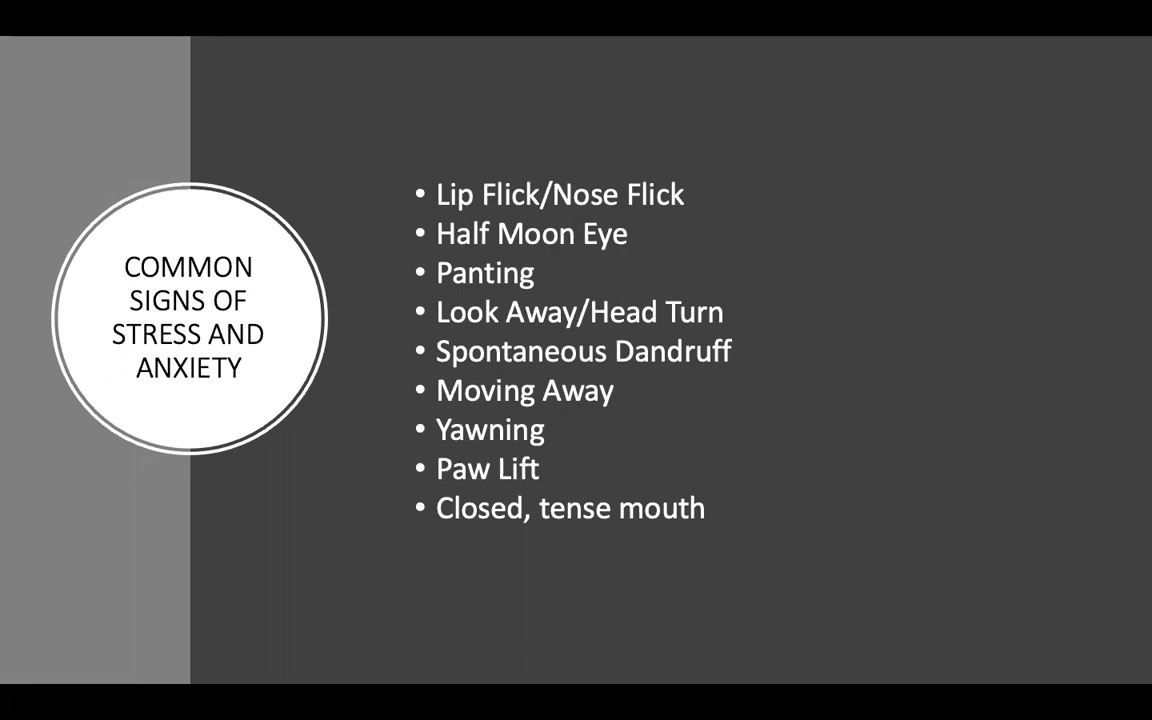 COMMON
SIGNS OF
STRESS AND
ANXIETY
• Lip Flick/Nose Flick
• Half Moon Eye
• Panting
• Look Away/Head Turn
• Spontaneous Dandruff
• Moving Away
• Yawning
• Paw Lift
• Closed, tense mouth